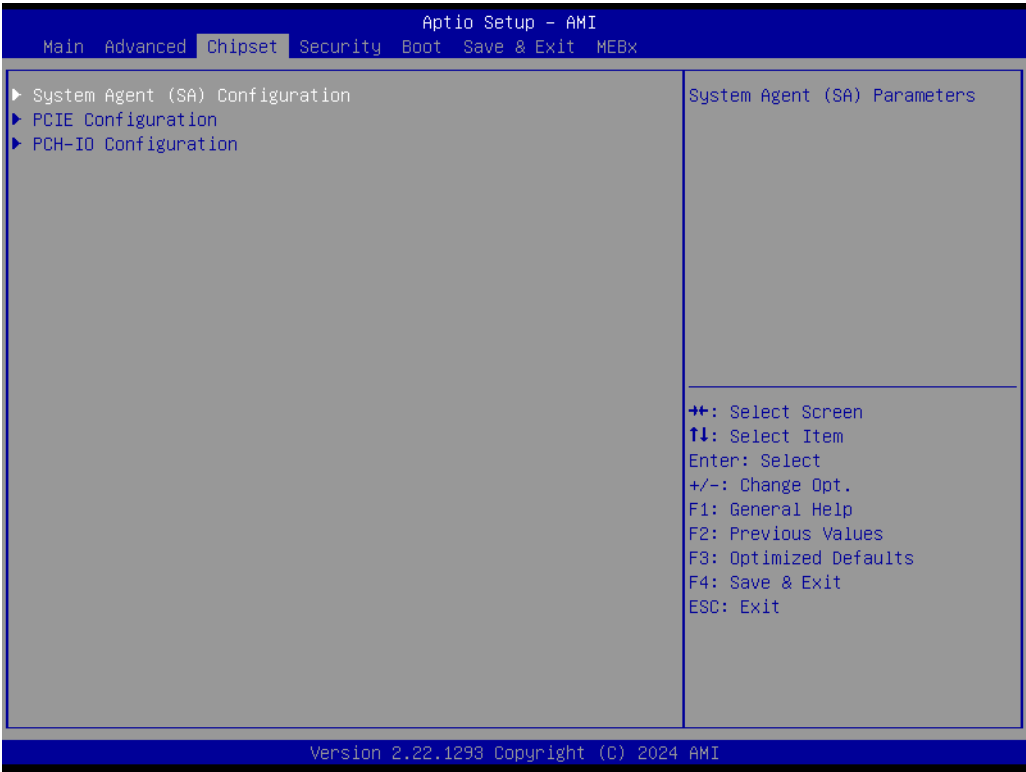 Aptio Setup - AMI
Main Advanced Chipset Security Boot Save & Exit MEBx
▶ System Agent (SA) Configuration
▶ PCIE Configuration
▶ PCH-IO Configuration
System Agent (SA) Parameters
→←: Select Screen
↑↓: Select Item
Enter: Select
+/-: Change Opt.
F1: General Help
F2: Previous Values
F3: Optimized Defaults
F4: Save & Exit
ESC: Exit
Version 2.22.1293 Copyright (C) 2024 AMI